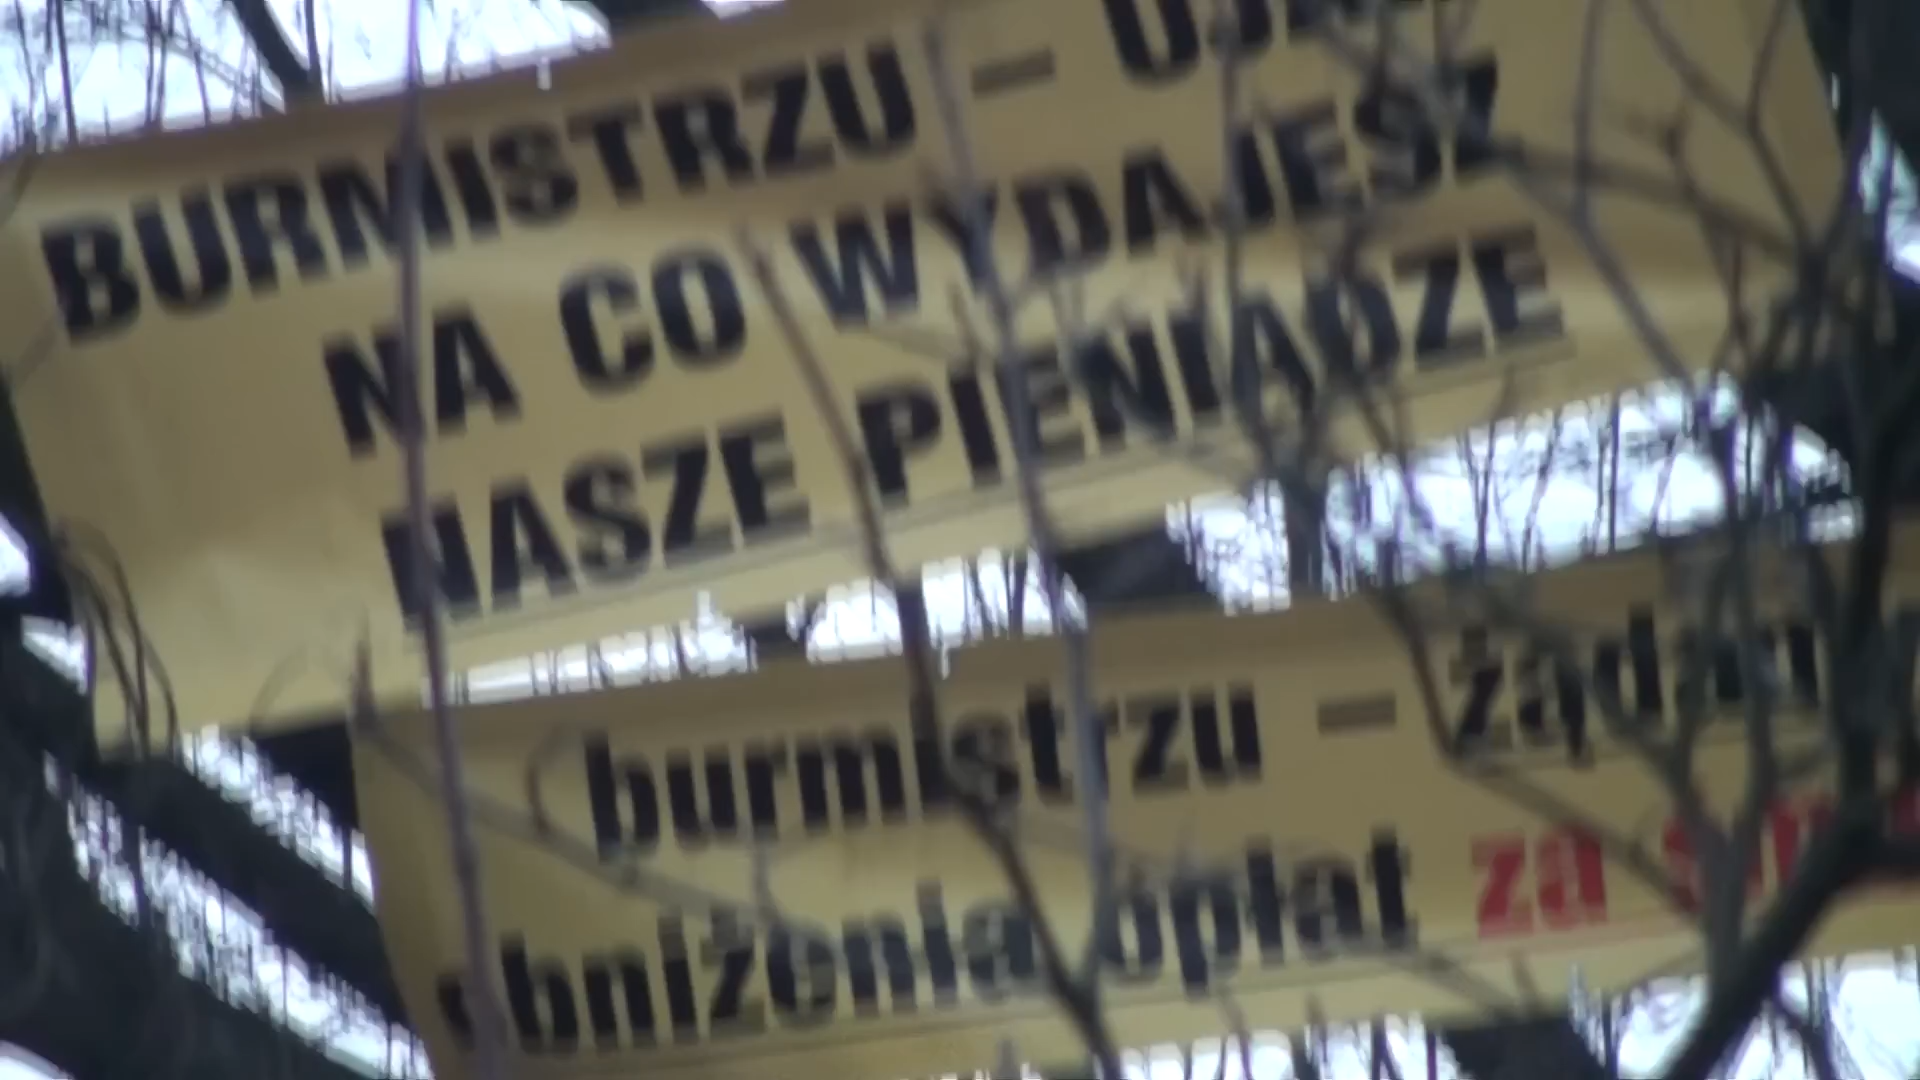 BURMISTRZU –
NA CO WYDAJESZ
NASZE PIENIĄDZE
burmistrzu – żąda
obniżenia opłat za